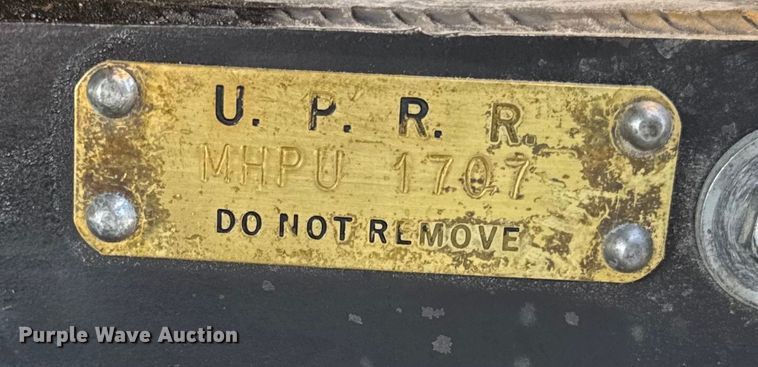 U. P. R. R.
MHPU 1707
DO NOT REMOVE
Purple Wave Auction